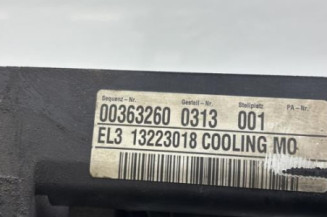 Sequenz - Nr. Gestell - Nr. Stellplatz PA - Nr.
00363260 0313 001
EL3 13223018 COOLING MO